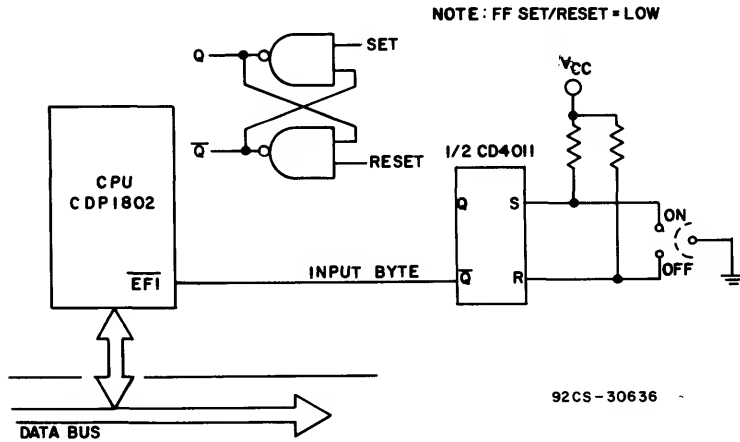 NOTE: FF SET/RESET = LOW
Q
SET
Q̅
RESET
VCC
1/2 CD4011
CPU
CDP1802
Q
S
ON
E̅F̅1̅
INPUT BYTE
Q̅
R
OFF
92CS-30636
DATA BUS